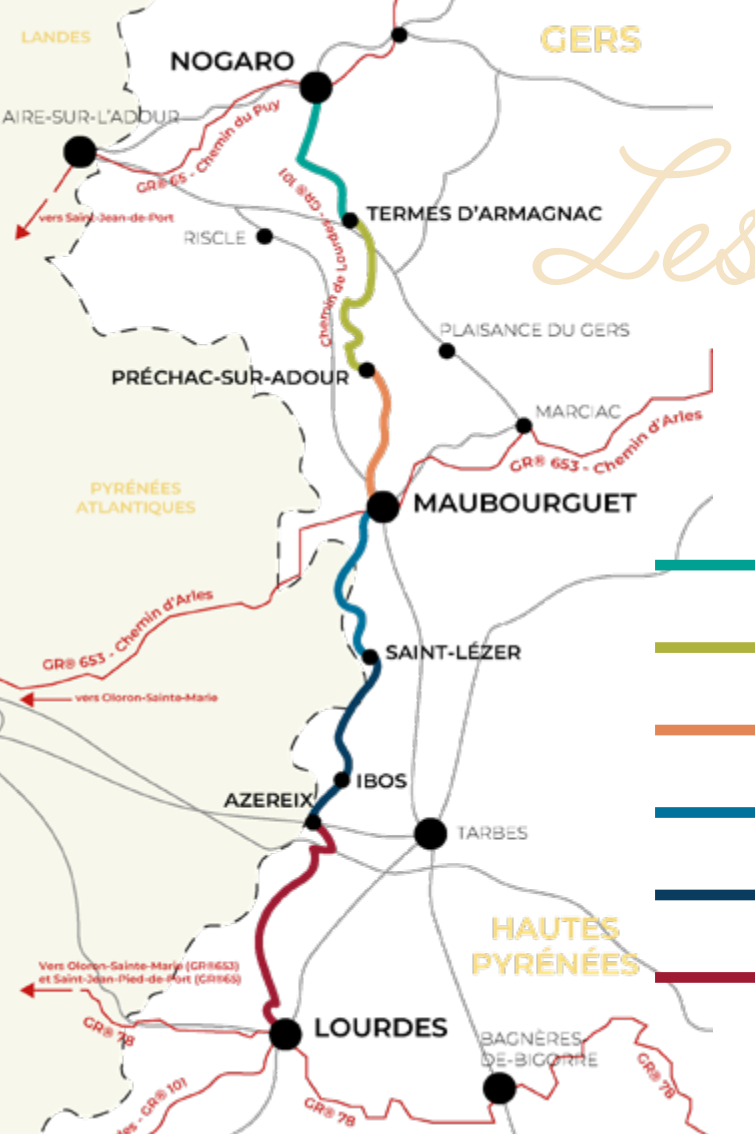 LANDES
GERS
NOGARO
AIRE-SUR-L'ADOUR
GR® 65 - Chemin du Puy
Les
vers Saint-Jean-de-Port
Chemin de Lourdes - GR® 101
TERMES D'ARMAGNAC
RISCLE
PLAISANCE DU GERS
PRÉCHAC-SUR-ADOUR
MARCIAC
GR® 653 - Chemin d'Arles
PYRÉNÉES
ATLANTIQUES
MAUBOURGUET
GR® 653 - Chemin d'Arles
SAINT-LÉZER
vers Oloron-Sainte-Marie
IBOS
AZEREIX
TARBES
HAUTES
PYRÉNÉES
Vers Oloron-Sainte-Marie (GR®653)
et Saint-Jean-Pied-de-Port (GR®65)
GR® 78
LOURDES
BAGNÈRES-
DE-BIGORRE
GR® 78
GR® 78
des - GR® 101